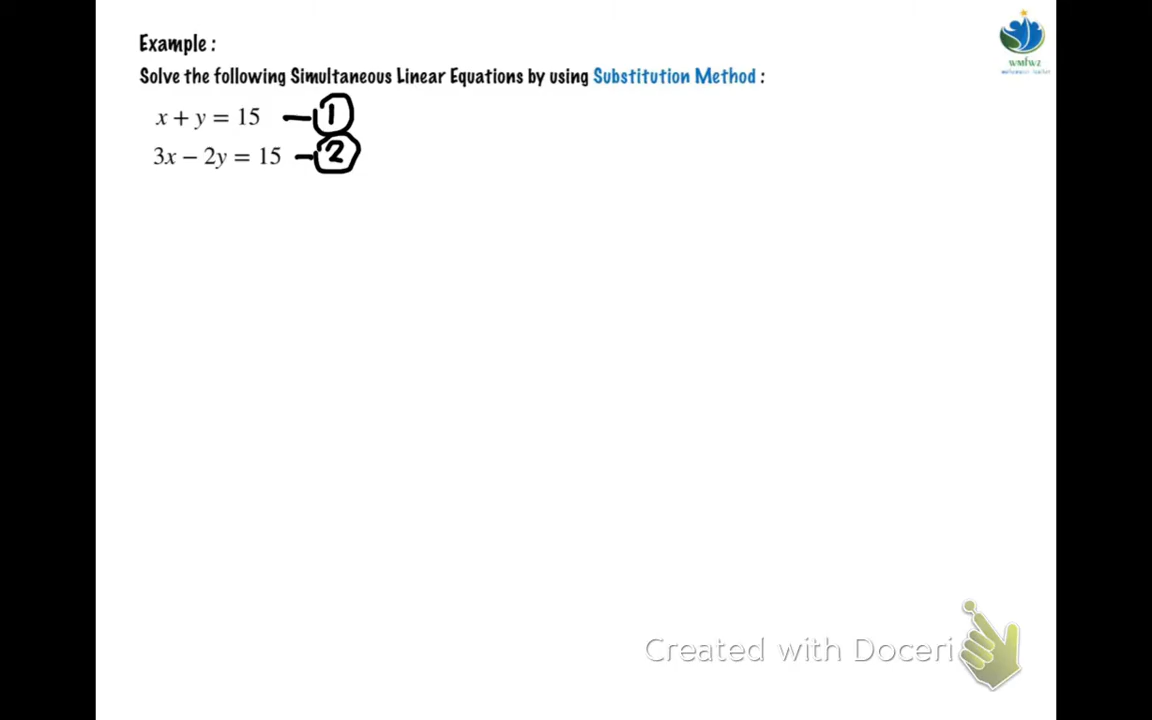 Example :
Solve the following Simultaneous Linear Equations by using Substitution Method :
x + y = 15 —1
3x − 2y = 15 —2
wmfwz
Created with Doceri